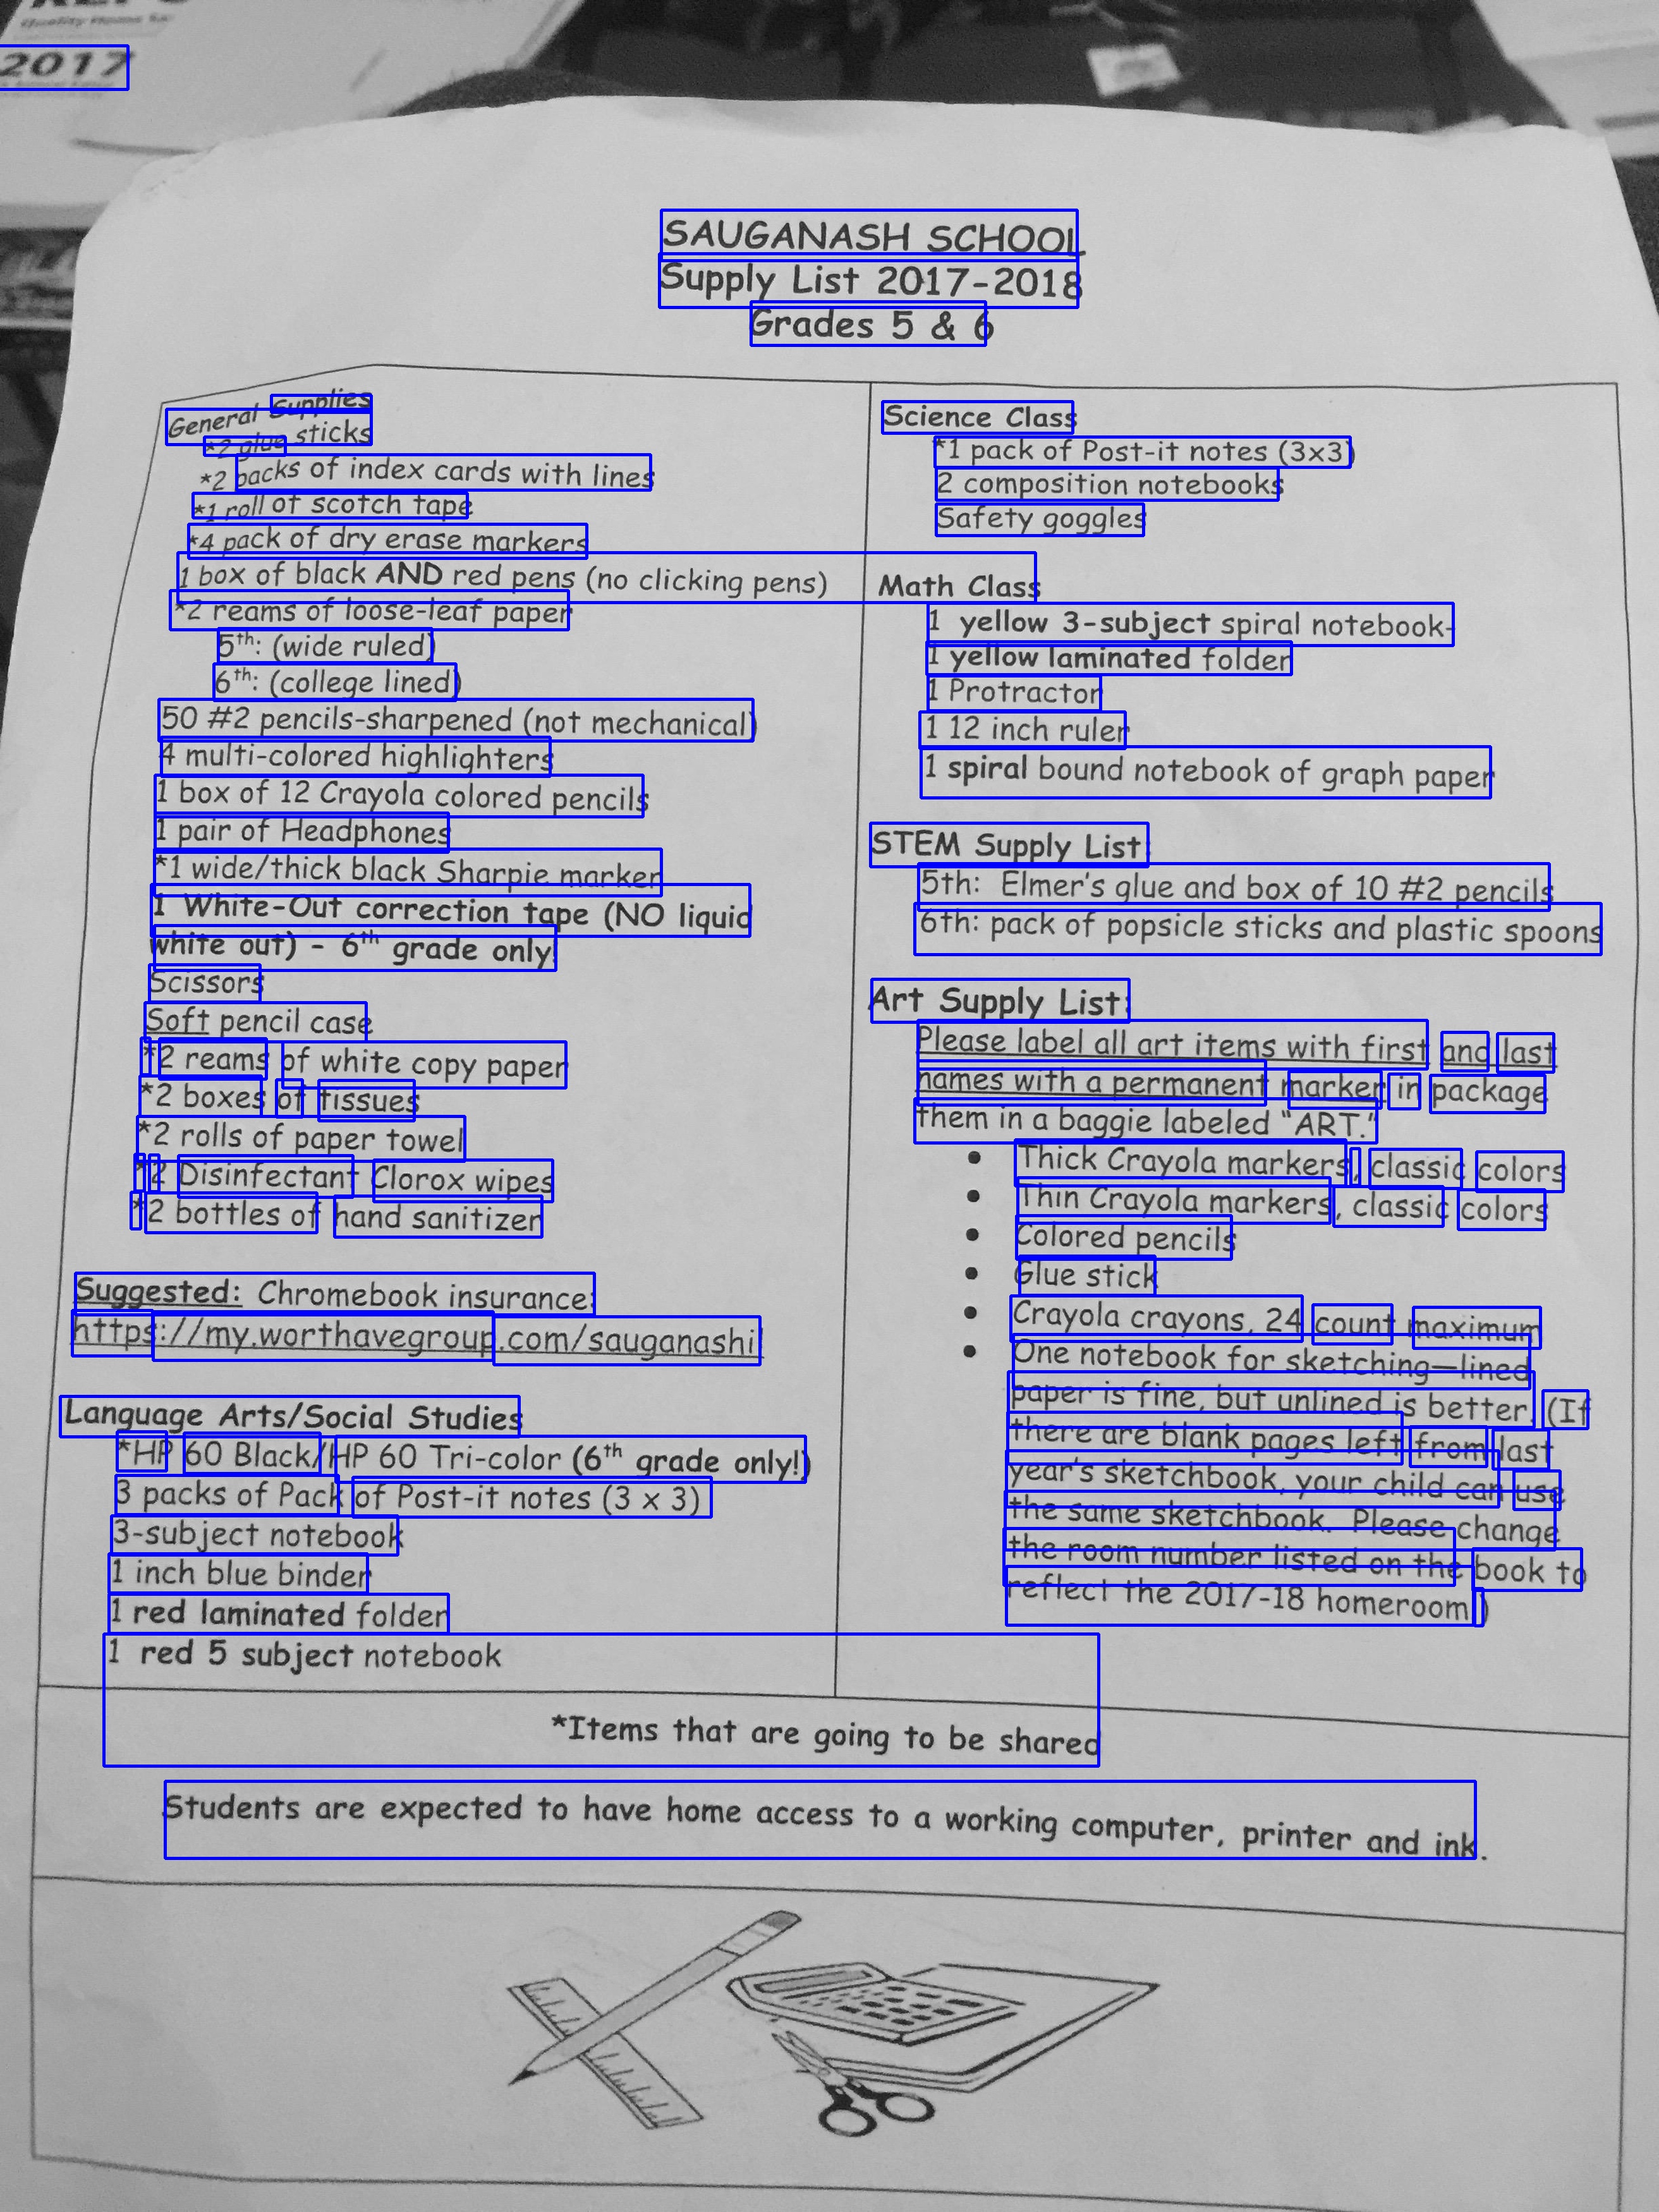 Quality Home
2017
SAUGANASH SCHOOL
Supply List 2017-2018
Grades 5 & 6
General Supplies
*2 glue sticks
*2 packs of index cards with lines
*1 roll of scotch tape
*4 pack of dry erase markers
1 box of black AND red pens (no clicking pens)
*2 reams of loose-leaf paper
5th: (wide ruled)
6th: (college lined)
50 #2 pencils-sharpened (not mechanical)
4 multi-colored highlighters
1 box of 12 Crayola colored pencils
1 pair of Headphones
*1 wide/thick black Sharpie marker
1 White-Out correction tape (NO liquid
white out) - 6th grade only!
Scissors
Soft pencil case
*2 reams of white copy paper
*2 boxes of tissues
*2 rolls of paper towel
*2 Disinfectant Clorox wipes
*2 bottles of hand sanitizer
Suggested: Chromebook insurance:
https://my.worthavegroup.com/sauganashil
Language Arts/Social Studies
*HP 60 Black/HP 60 Tri-color (6th grade only!)
3 packs of Pack of Post-it notes (3 x 3)
3-subject notebook
1 inch blue binder
1 red laminated folder
1 red 5 subject notebook
Science Class
*1 pack of Post-it notes (3x3)
2 composition notebooks
Safety goggles
Math Class
1 yellow 3-subject spiral notebook-
1 yellow laminated folder
1 Protractor
1 12 inch ruler
1 spiral bound notebook of graph paper
STEM Supply List:
5th: Elmer's glue and box of 10 #2 pencils
6th: pack of popsicle sticks and plastic spoons
Art Supply List:
Please label all art items with first and last
names with a permanent marker in package
them in a baggie labeled "ART."
• Thick Crayola markers, classic colors
• Thin Crayola markers, classic colors
• Colored pencils
• Glue stick
• Crayola crayons, 24 count maximum
• One notebook for sketching—lined
paper is fine, but unlined is better. (If
there are blank pages left from last
year's sketchbook, your child can use
the same sketchbook. Please change
the room number listed on the book to
reflect the 2017-18 homeroom.)
*Items that are going to be shared
Students are expected to have home access to a working computer, printer and ink.